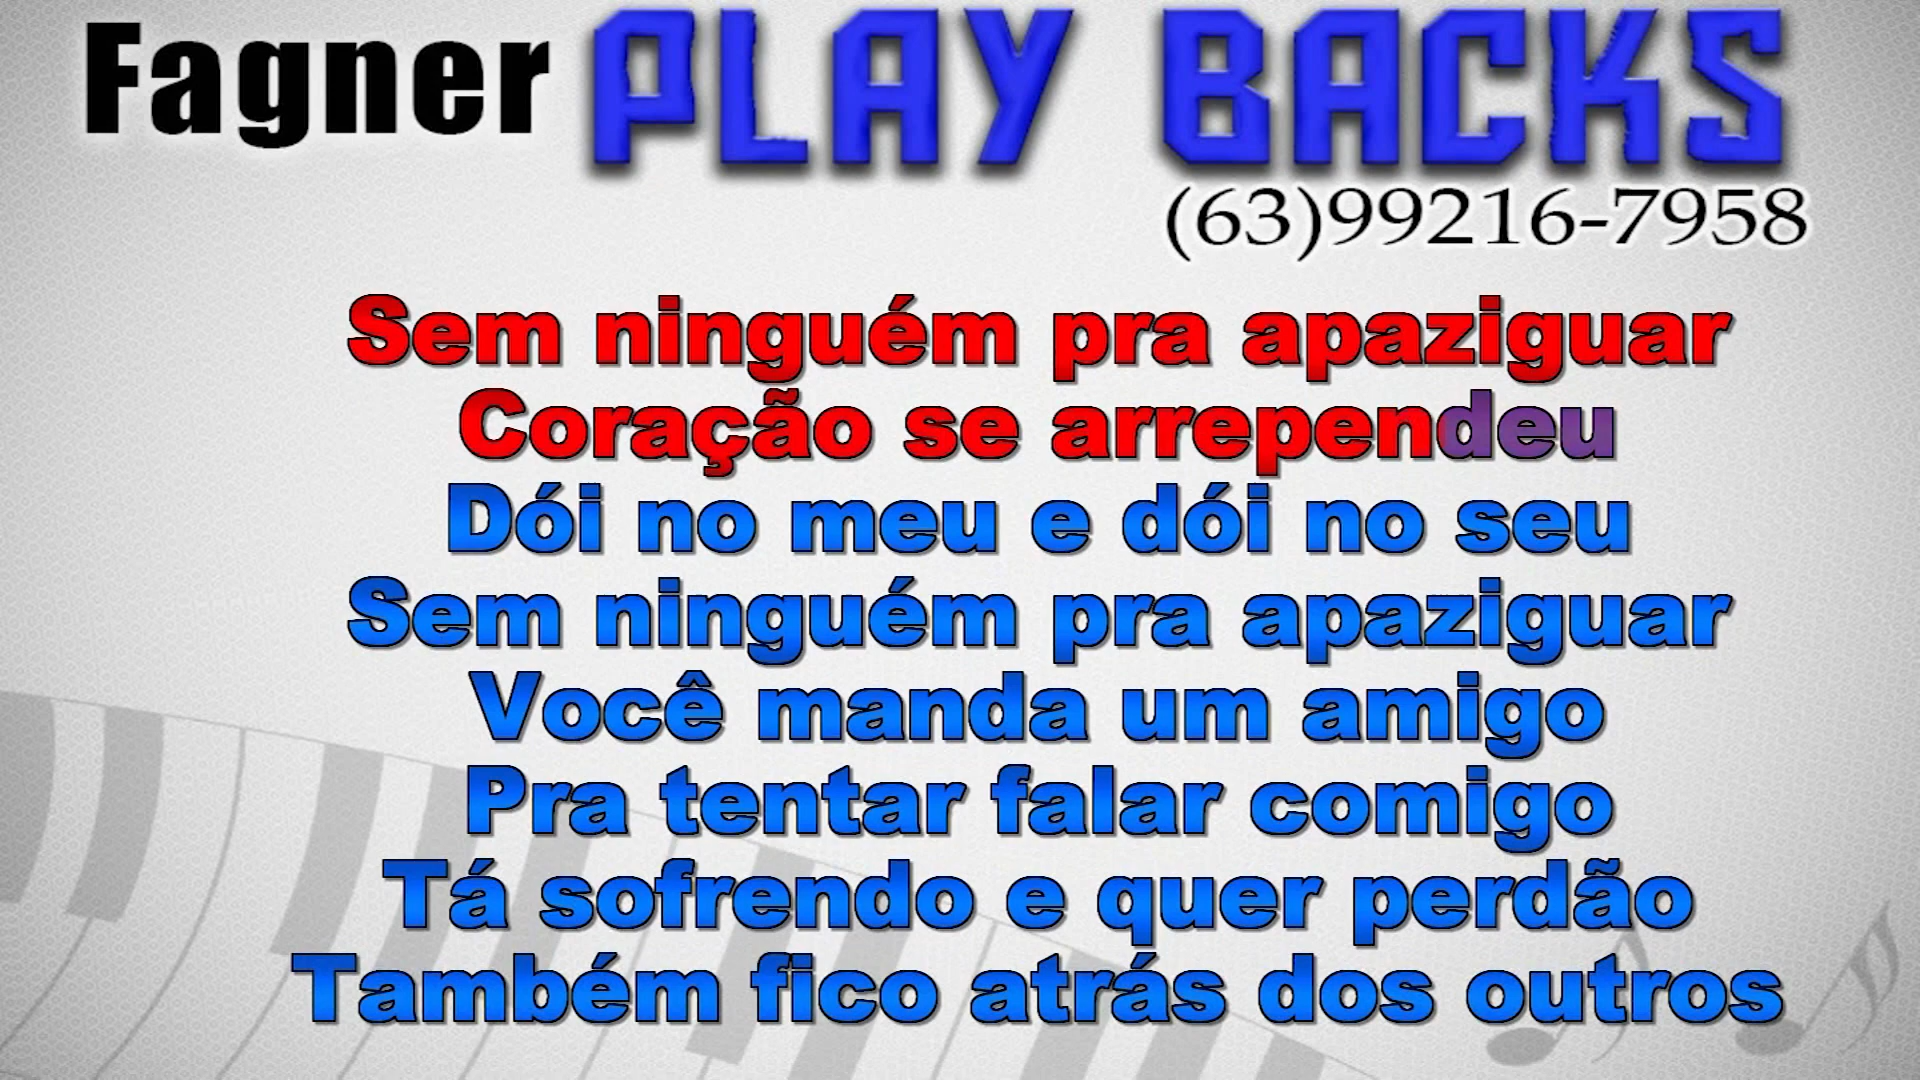 Fagner PLAY BACKS
(63)99216-7958
Sem ninguém pra apaziguar
Coração se arrependeu
Dói no meu e dói no seu
Sem ninguém pra apaziguar
Você manda um amigo
Pra tentar falar comigo
Tá sofrendo e quer perdão
Também fico atrás dos outros